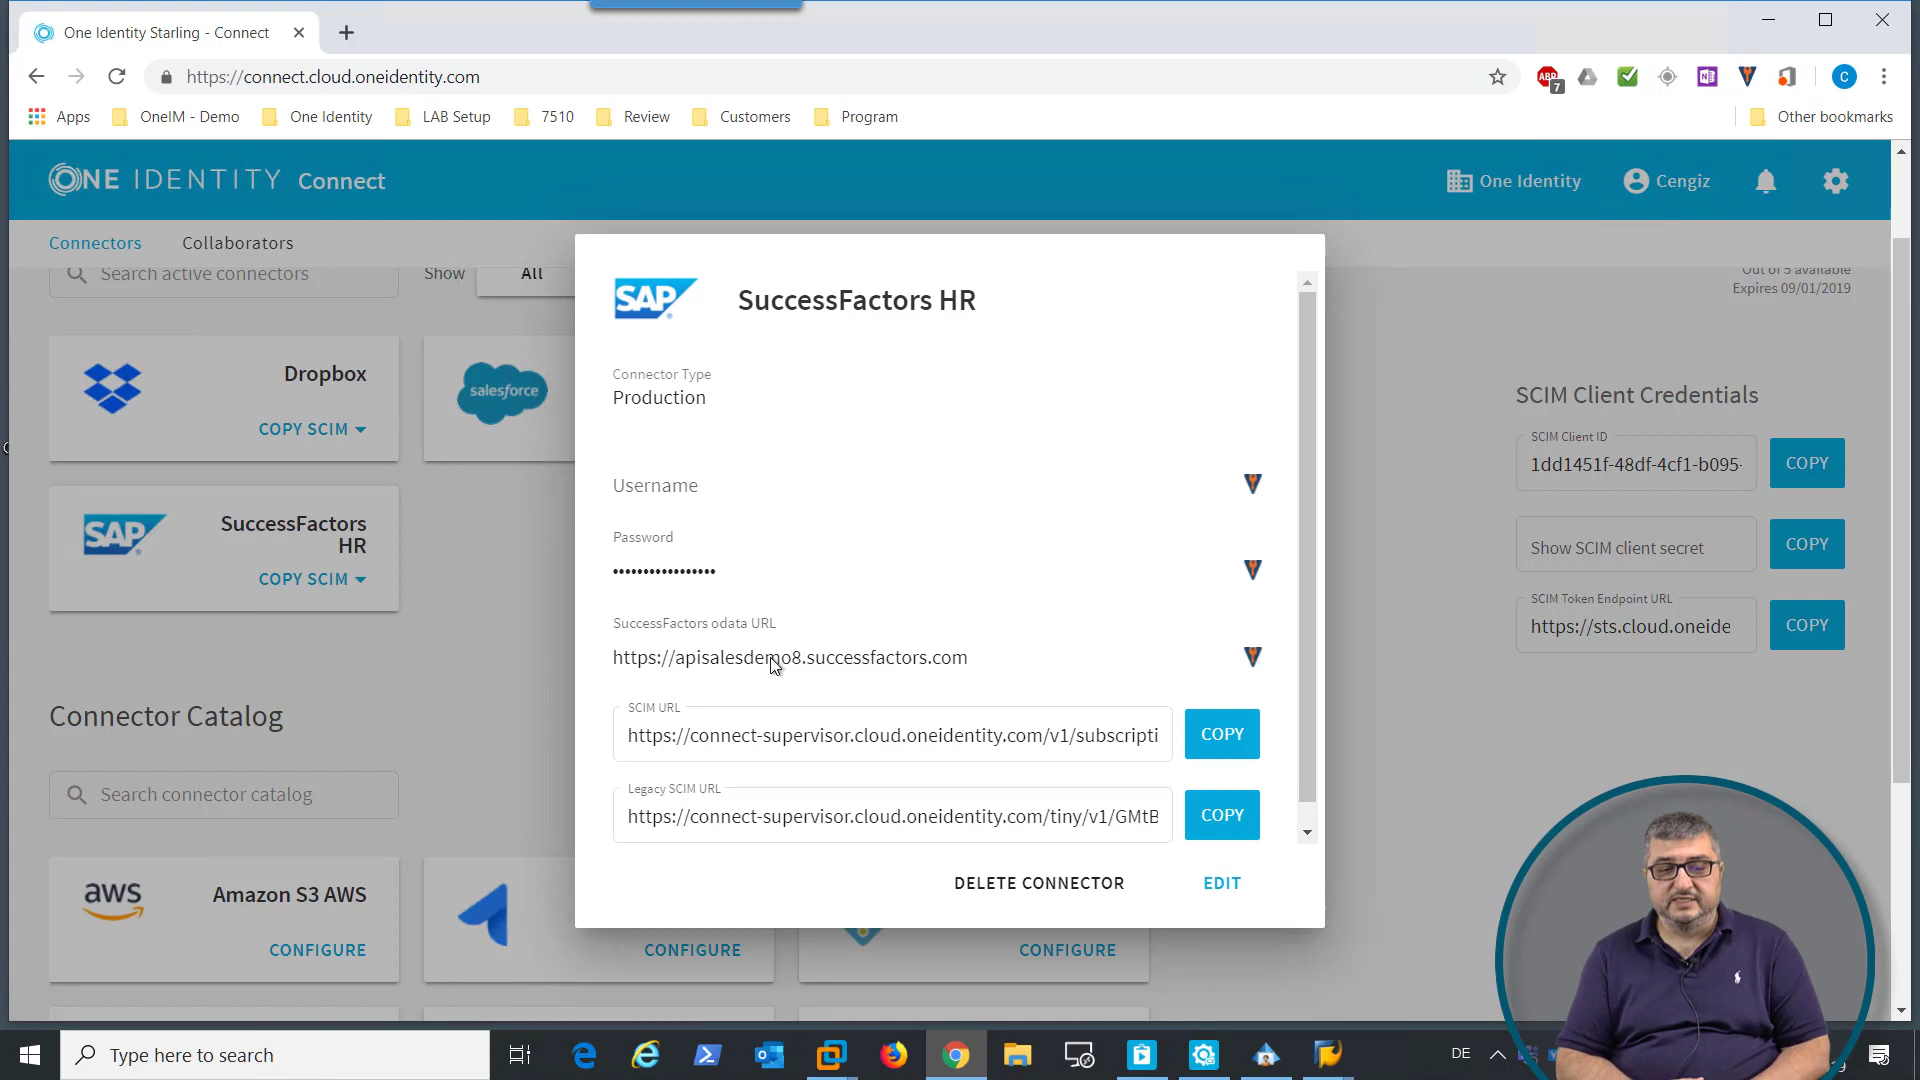 One Identity Starling - Connect
https://connect.cloud.oneidentity.com
ABP
7
N
C
Apps
OneIM - Demo
One Identity
LAB Setup
7510
Review
Customers
Program
Other bookmarks
ONE IDENTITY Connect
One Identity
Cengiz
Connectors
Collaborators
Search active connectors
Show
All
Out of 5 available
Expires 09/01/2019
Dropbox
COPY SCIM
salesforce
SAP
SuccessFactors
HR
COPY SCIM
SAP
SuccessFactors HR
Connector Type
Production
Username
Password
•••••••••••••••••
SuccessFactors odata URL
https://apisalesdemo8.successfactors.com
SCIM URL
https://connect-supervisor.cloud.oneidentity.com/v1/subscripti
COPY
Legacy SCIM URL
https://connect-supervisor.cloud.oneidentity.com/tiny/v1/GMtB
COPY
DELETE CONNECTOR
EDIT
SCIM Client Credentials
SCIM Client ID
1dd1451f-48df-4cf1-b095-
COPY
Show SCIM client secret
COPY
SCIM Token Endpoint URL
https://sts.cloud.oneide
COPY
Connector Catalog
Search connector catalog
aws
Amazon S3 AWS
CONFIGURE
CONFIGURE
CONFIGURE
Type here to search
DE